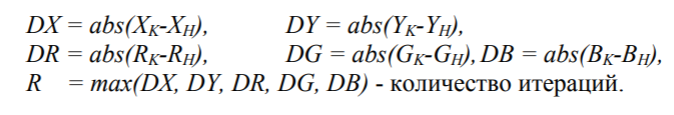 DX = abs(XK-XH), DY = abs(YK-YH),
DR = abs(RK-RH), DG = abs(GK-GH), DB = abs(BK-BH),
R = max(DX, DY, DR, DG, DB) - количество итераций.